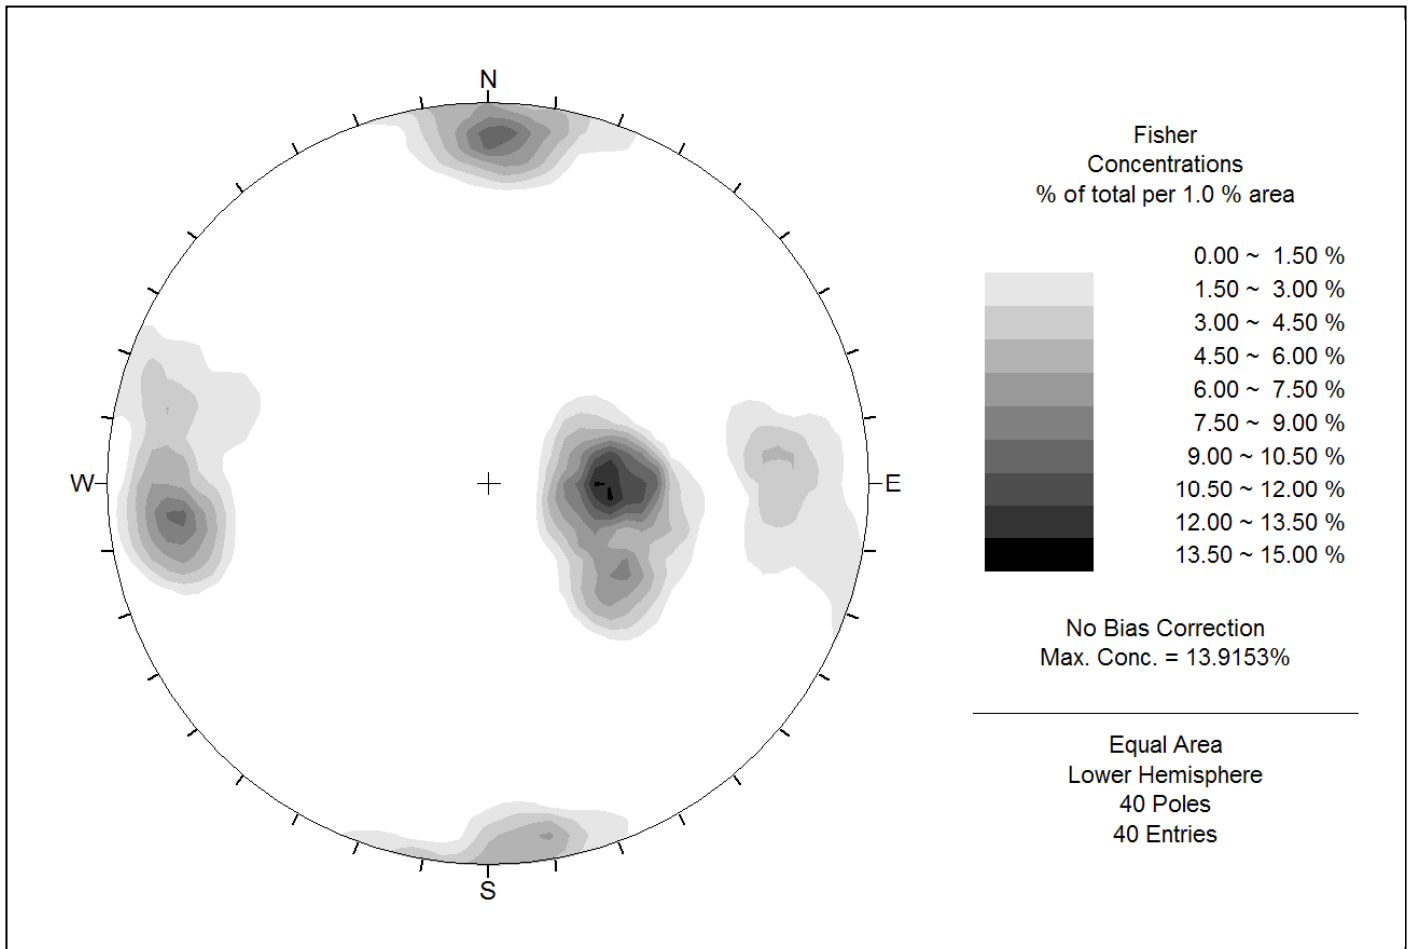 N
W
E
S
Fisher
Concentrations
% of total per 1.0 % area
0.00 ~ 1.50 %
1.50 ~ 3.00 %
3.00 ~ 4.50 %
4.50 ~ 6.00 %
6.00 ~ 7.50 %
7.50 ~ 9.00 %
9.00 ~ 10.50 %
10.50 ~ 12.00 %
12.00 ~ 13.50 %
13.50 ~ 15.00 %
No Bias Correction
Max. Conc. = 13.9153%
Equal Area
Lower Hemisphere
40 Poles
40 Entries